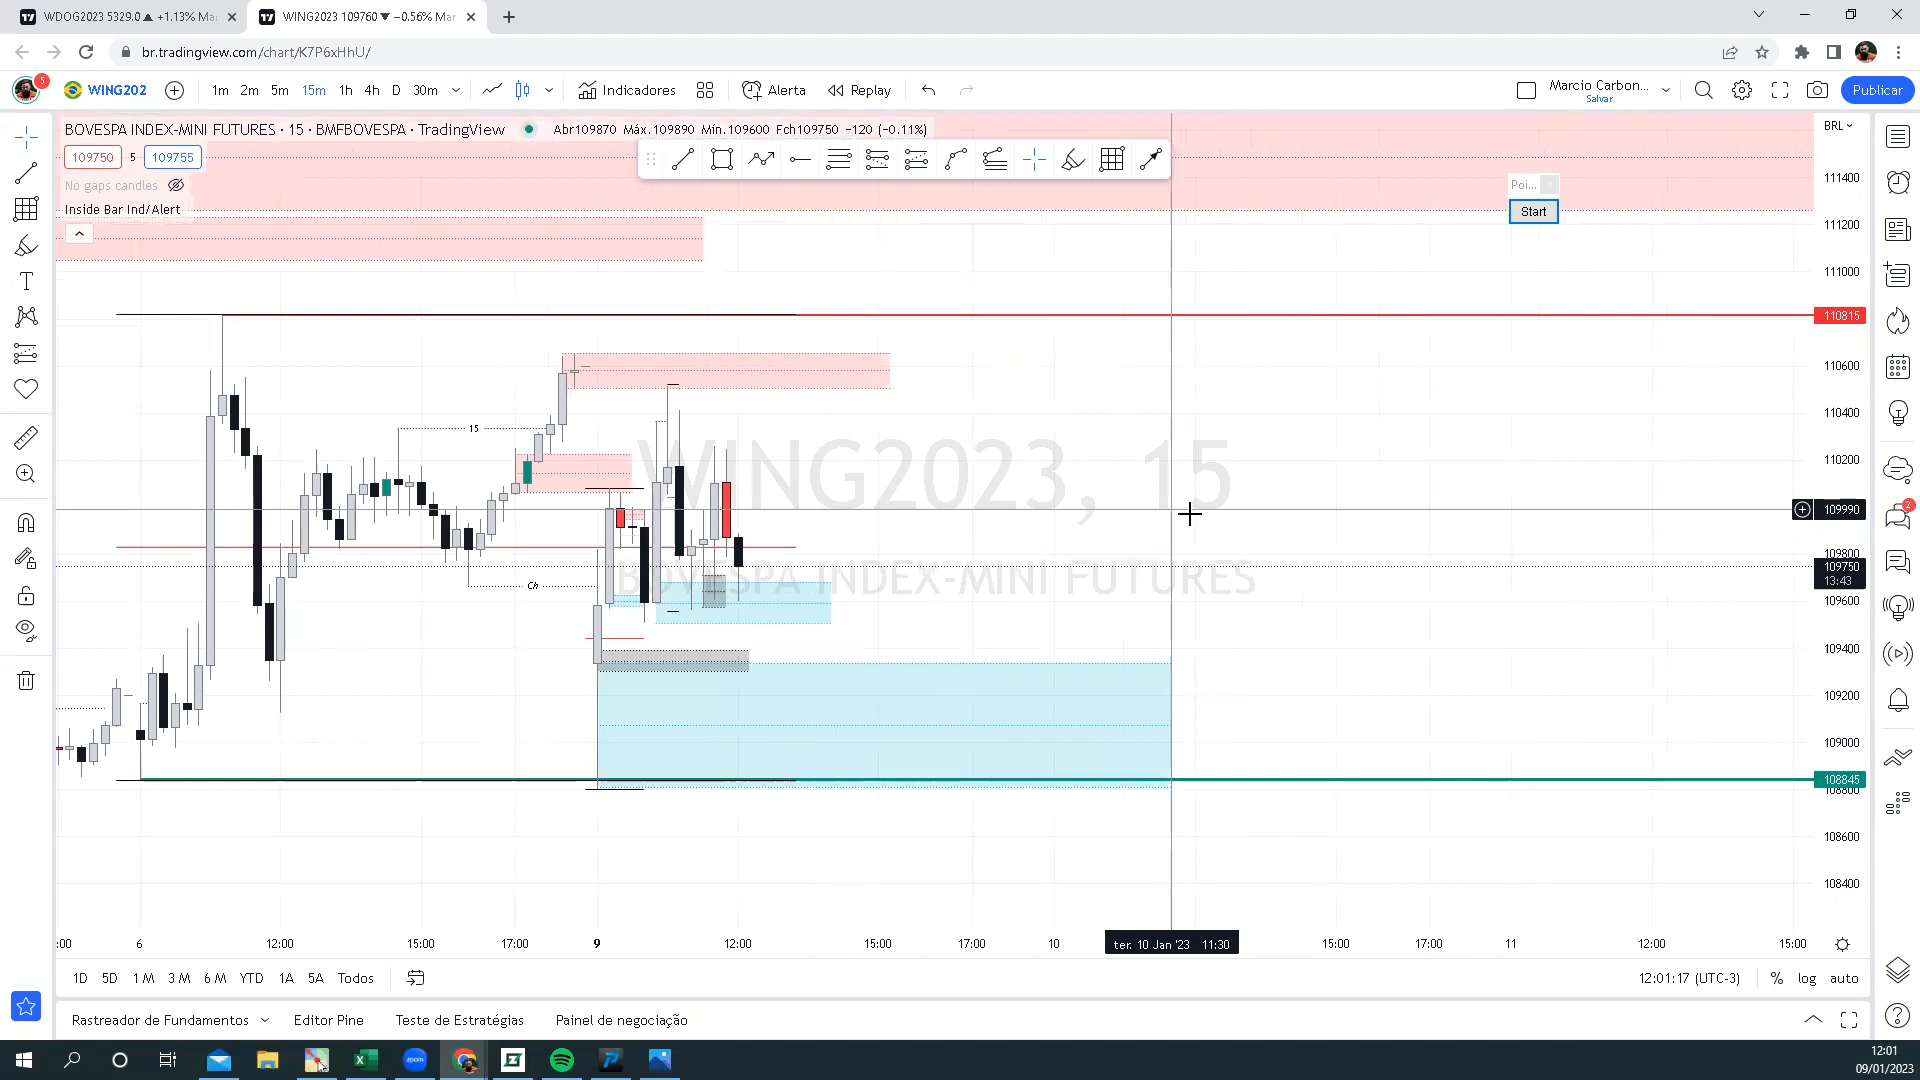 WDOG2023 5329.0 ▲ +1.13% Ma
WING2023 109760 ▼ −0.56% Mar
br.tradingview.com/chart/K7P6xHhU/
5
WING202
1m 2m 5m 15m 1h 4h D 30m
Indicadores
Alerta
Replay
Marcio Carbon...
Salvar
Publicar
BOVESPA INDEX-MINI FUTURES · 15 · BMFBOVESPA · TradingView
Abr109870 Máx.109890 Mín.109600 Fch109750 −120 (−0.11%)
BRL
109750 5 109755
No gaps candles
Inside Bar Ind/Alert
Poi...
Start
111400
111200
111000
110815
110600
110400
110200
109990
109800
109750
13:43
109600
109400
109200
109000
108845
108800
108600
108400
15
Ch
WING2023, 15
BOVESPA INDEX-MINI FUTURES
2
:00 6 12:00 15:00 17:00 9 12:00 15:00 17:00 10 ter. 10 Jan '23 11:30 15:00 17:00 11 12:00 15:00
1D 5D 1 M 3 M 6 M YTD 1A 5A Todos
12:01:17 (UTC-3) % log auto
Rastreador de Fundamentos Editor Pine Teste de Estratégias Painel de negociação
zoom
12:01
09/01/2023